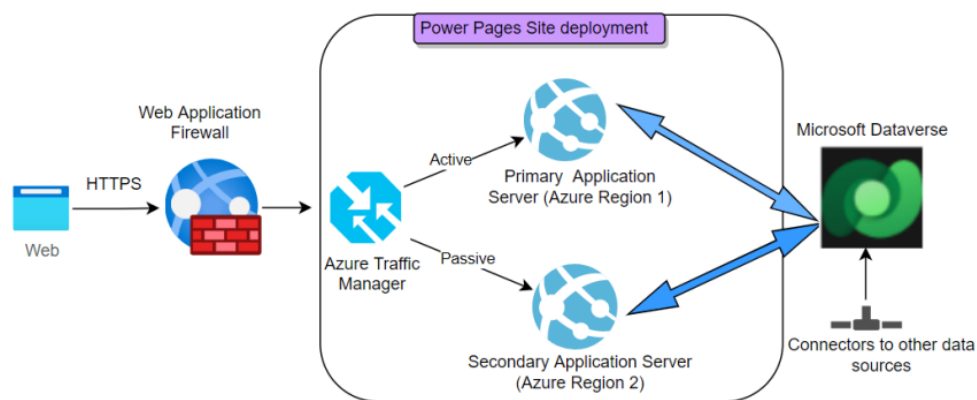 Power Pages Site deployment
Web Application
Firewall
HTTPS
Web
Azure Traffic
Manager
Active
Passive
Primary Application
Server (Azure Region 1)
Secondary Application Server
(Azure Region 2)
Microsoft Dataverse
Connectors to other data
sources